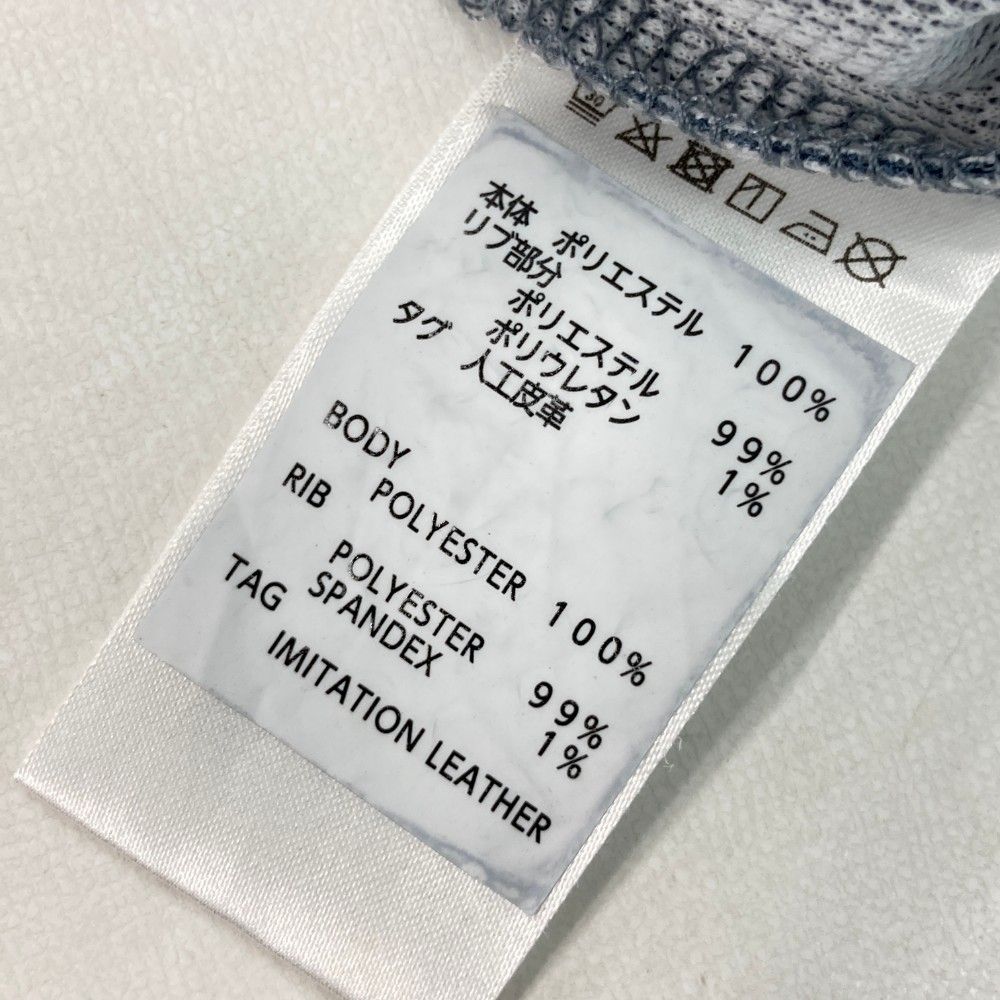 30
本体 ポリエステル 100%
リブ部分
ポリエステル 99%
ポリウレタン 1%
タグ 人工皮革
BODY
POLYESTER 100%
RIB
POLYESTER 99%
SPANDEX 1%
TAG
IMITATION LEATHER